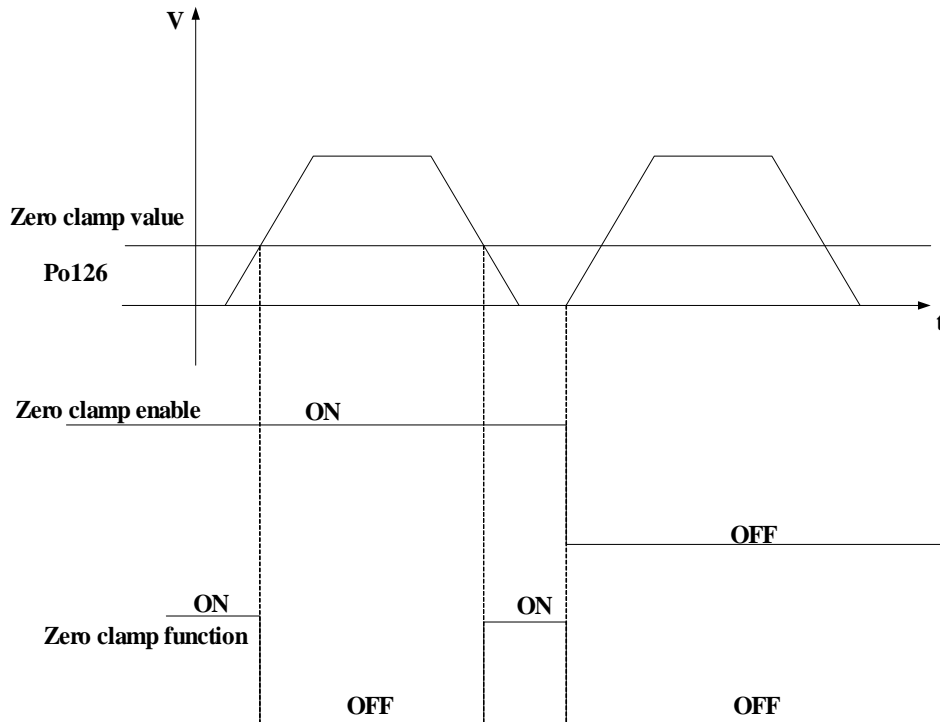 V
Zero clamp value
Po126
t
Zero clamp enable
ON
OFF
ON
ON
Zero clamp function
OFF
OFF